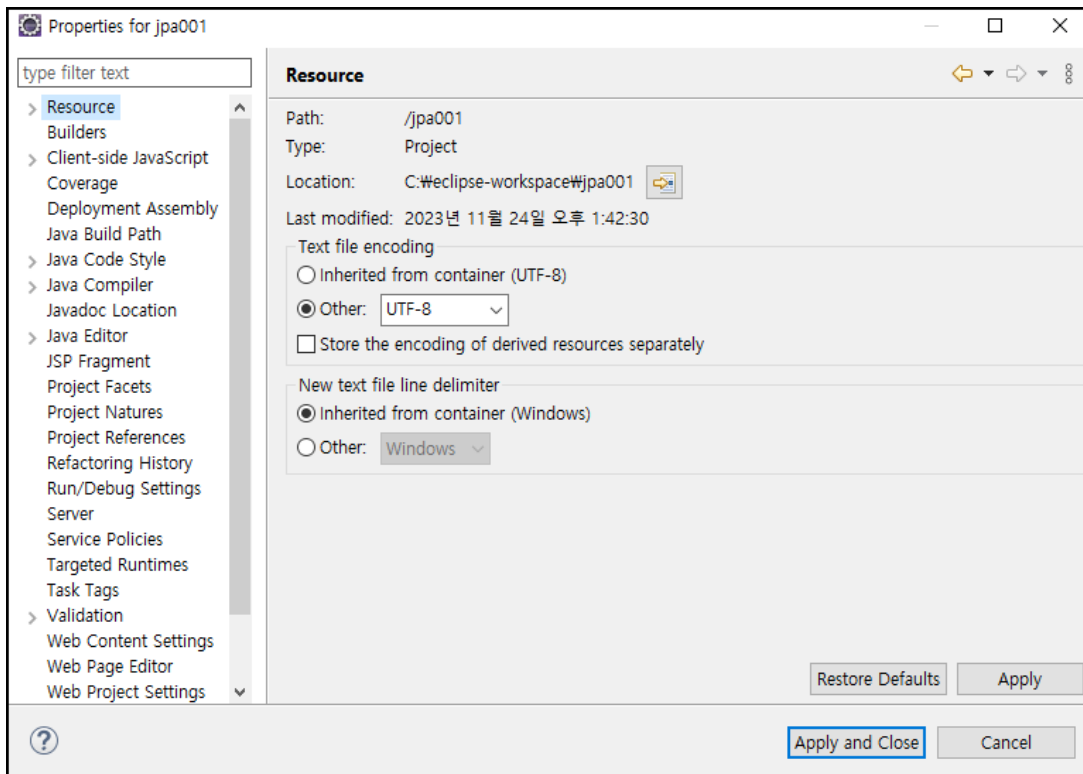 Properties for jpa001
type filter text
Resource
Builders
Client-side JavaScript
Coverage
Deployment Assembly
Java Build Path
Java Code Style
Java Compiler
Javadoc Location
Java Editor
JSP Fragment
Project Facets
Project Natures
Project References
Refactoring History
Run/Debug Settings
Server
Service Policies
Targeted Runtimes
Task Tags
Validation
Web Content Settings
Web Page Editor
Web Project Settings
Resource
Path: /jpa001
Type: Project
Location: C:₩eclipse-workspace₩jpa001
Last modified: 2023년 11월 24일 오후 1:42:30
Text file encoding
Inherited from container (UTF-8)
Other: UTF-8
Store the encoding of derived resources separately
New text file line delimiter
Inherited from container (Windows)
Other: Windows
Restore Defaults Apply
? Apply and Close Cancel